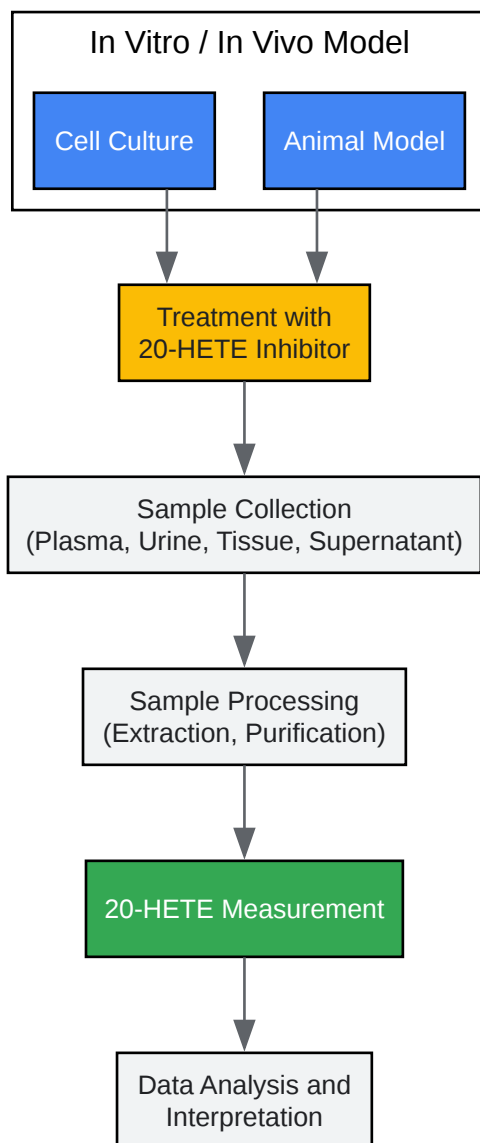 In Vitro / In Vivo Model
Cell Culture
Animal Model
Treatment with
20-HETE Inhibitor
Sample Collection
(Plasma, Urine, Tissue, Supernatant)
Sample Processing
(Extraction, Purification)
20-HETE Measurement
Data Analysis and
Interpretation